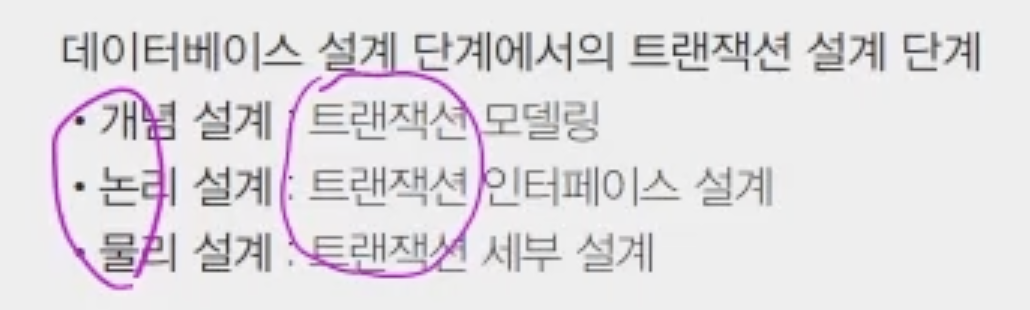 데이터베이스 설계 단계에서의 트랜잭션 설계 단계
• 개념 설계 : 트랜잭션 모델링
• 논리 설계 : 트랜잭션 인터페이스 설계
• 물리 설계 : 트랜잭션 세부 설계